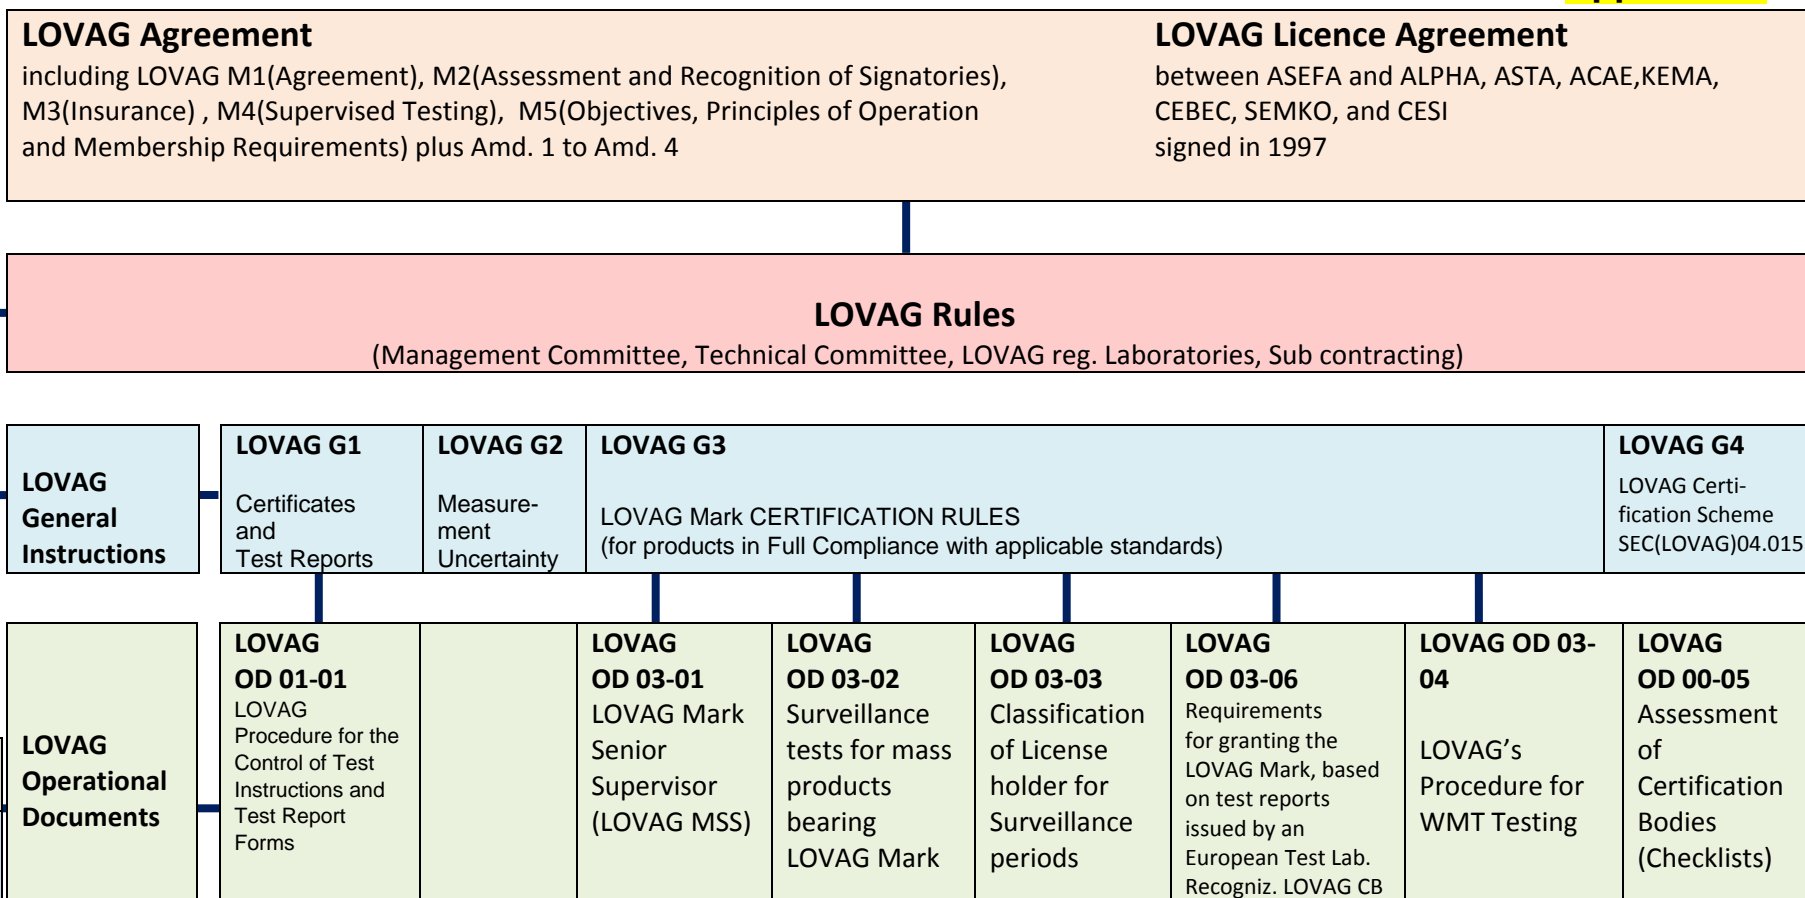 LOVAG Agreement
including LOVAG M1(Agreement), M2(Assessment and Recognition of Signatories),
M3(Insurance) , M4(Supervised Testing),  M5(Objectives, Principles of Operation
and Membership Requirements) plus Amd. 1 to Amd. 4
LOVAG Licence Agreement
between ASEFA and ALPHA, ASTA, ACAE,KEMA,
CEBEC, SEMKO, and CESI
signed in 1997
LOVAG Rules
(Management Committee, Technical Committee, LOVAG reg. Laboratories, Sub contracting)
LOVAG
General
Instructions
LOVAG G1
Certificates
and
Test Reports
LOVAG G2
Measure-
ment
Uncertainty
LOVAG G3
LOVAG Mark CERTIFICATION RULES
(for products in Full Compliance with applicable standards)
LOVAG G4
LOVAG Certi-
fication Scheme
SEC(LOVAG)04.015
LOVAG
Operational
Documents
LOVAG
OD 01-01
LOVAG
Procedure for the
Control of Test
Instructions and
Test Report
Forms
LOVAG
OD 03-01
LOVAG Mark
Senior
Supervisor
(LOVAG MSS)
LOVAG
OD 03-02
Surveillance
tests for mass
products
bearing
LOVAG Mark
LOVAG
OD 03-03
Classification
of License
holder for
Surveillance
periods
LOVAG
OD 03-06
Requirements
for granting the
LOVAG Mark, based
on test reports
issued by an
European Test Lab.
Recogniz. LOVAG CB
LOVAG OD 03-
04
LOVAG’s
Procedure for
WMT Testing
LOVAG
OD 00-05
Assessment
of
Certification
Bodies
(Checklists)